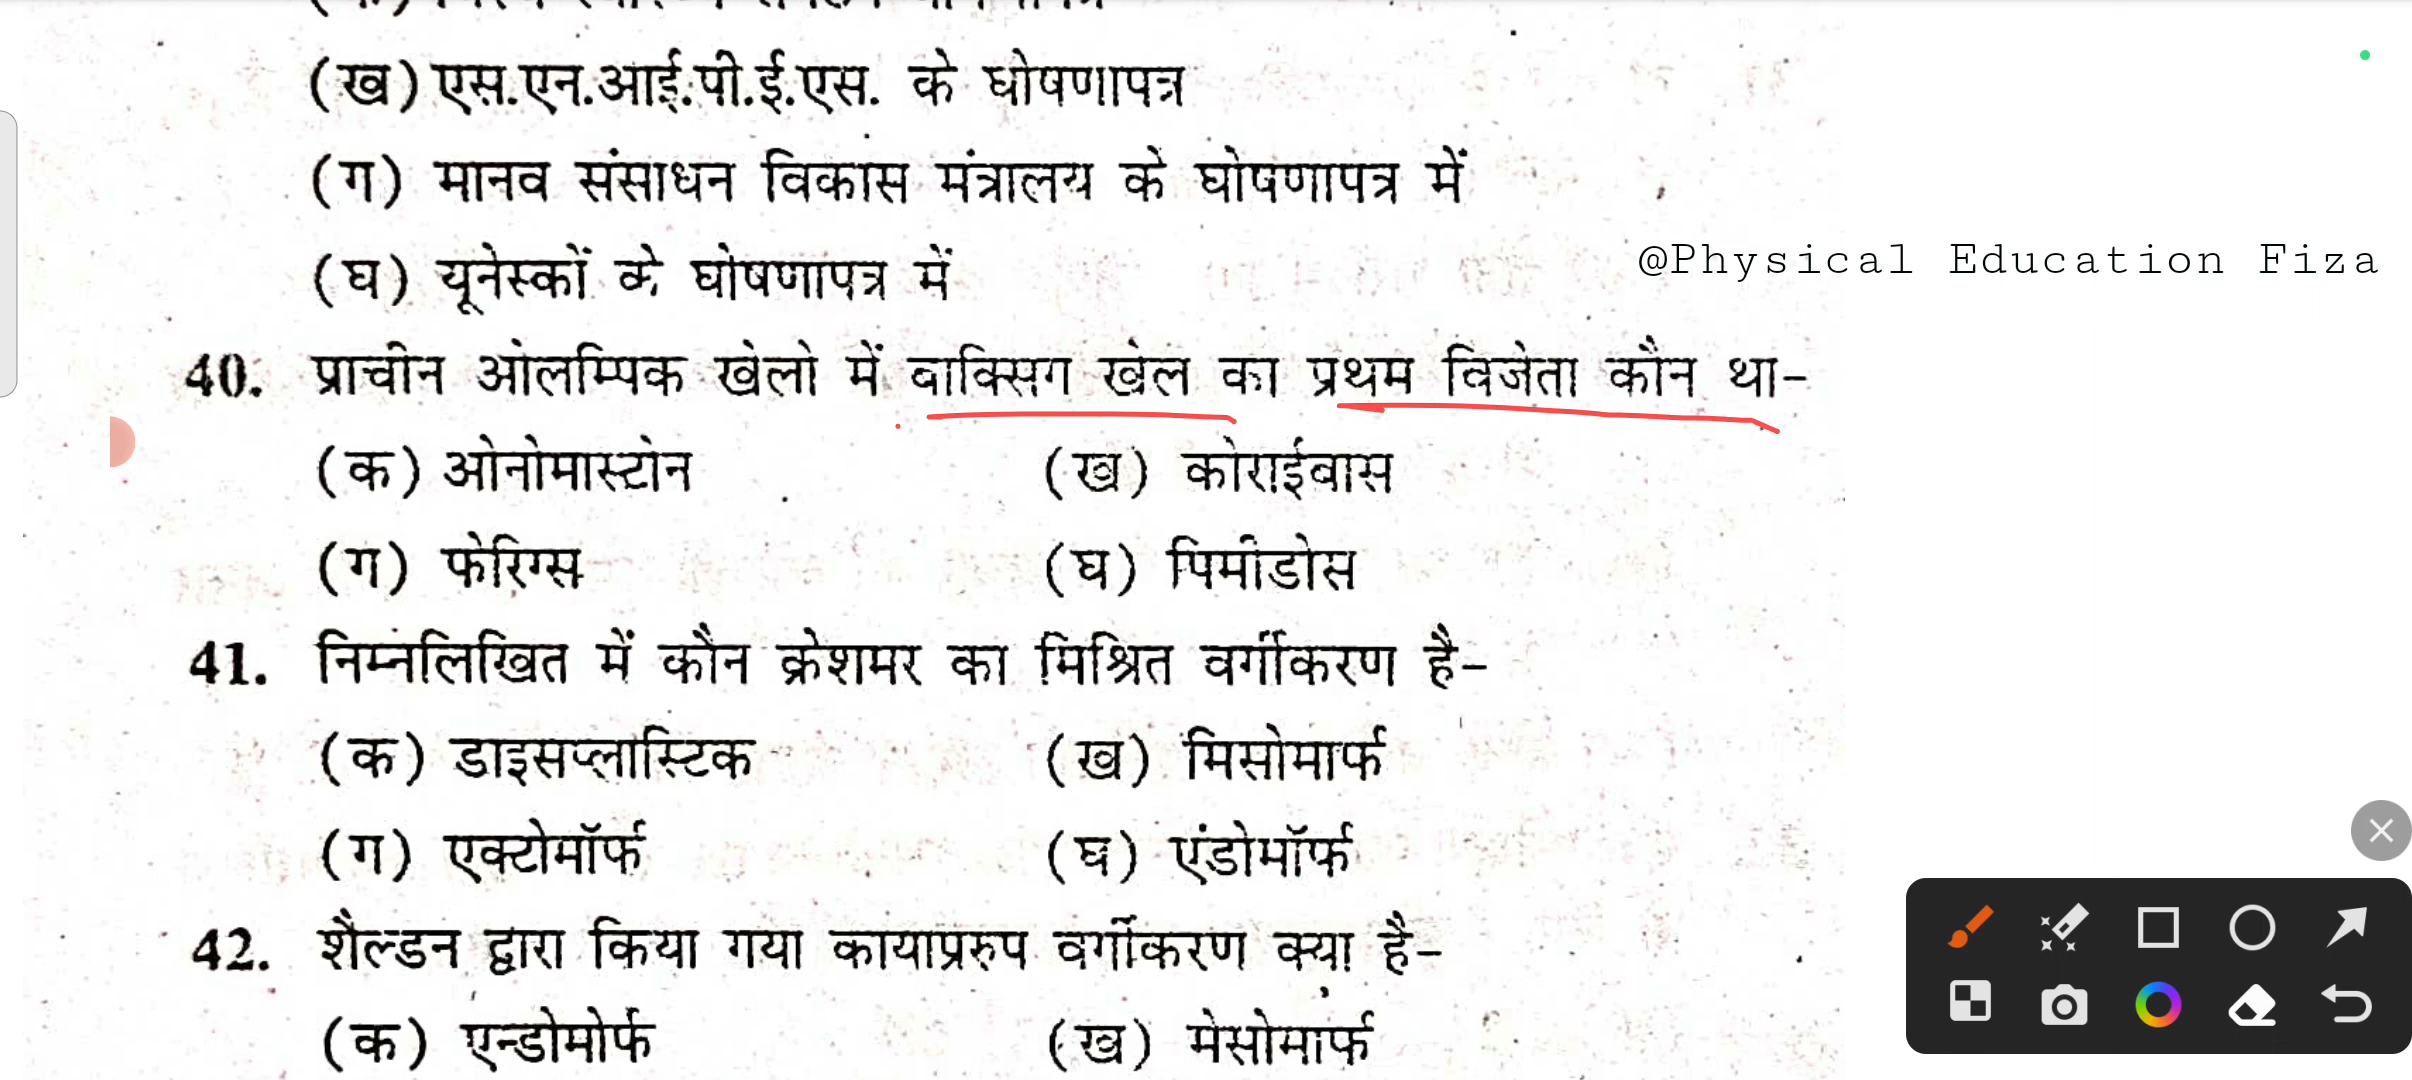 (ख) एस.एन.आई.पी.ई.एस. के घोषणापत्र
(ग) मानव संसाधन विकास मंत्रालय के घोषणापत्र में
(घ) यूनेस्कों के घोषणापत्र में
@Physical Education Fiza
40. प्राचीन ओलम्पिक खेलो में वाक्सिग खेल का प्रथम विजेता कौन था-
(क) ओनोमास्टोन (ख) कोराईबास
(ग) फेरिग्स (घ) पिमीडोस
41. निम्नलिखित में कौन क्रेशमर का मिश्रित वर्गीकरण है-
(क) डाइसप्लास्टिक (ख) मिसोमार्फ
(ग) एक्टोमॉर्फ (घ) एंडोमॉर्फ
42. शैल्डन द्वारा किया गया कायाप्ररुप वर्गीकरण क्या है-
(क) एन्डोमोर्फ (ख) मेसोमार्फ